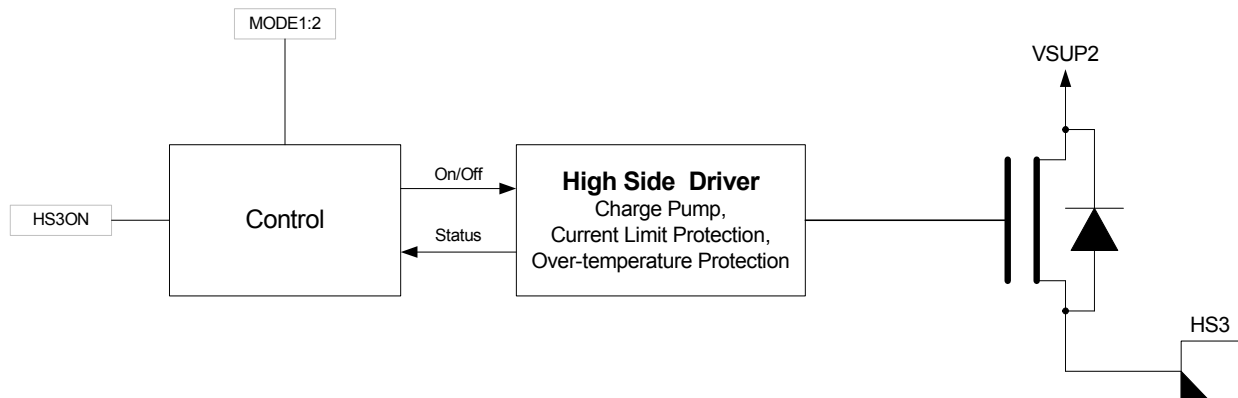 MODE1:2
VSUP2
On/Off
High Side Driver
Charge Pump,
Current Limit Protection,
Over-temperature Protection
HS3ON
Control
Status
HS3